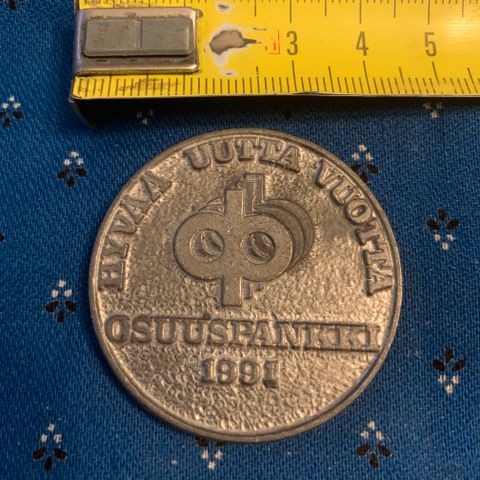 3 4 5
HYVÄÄ UUTTA VUOTTA
OSUUSPANKKI
1991